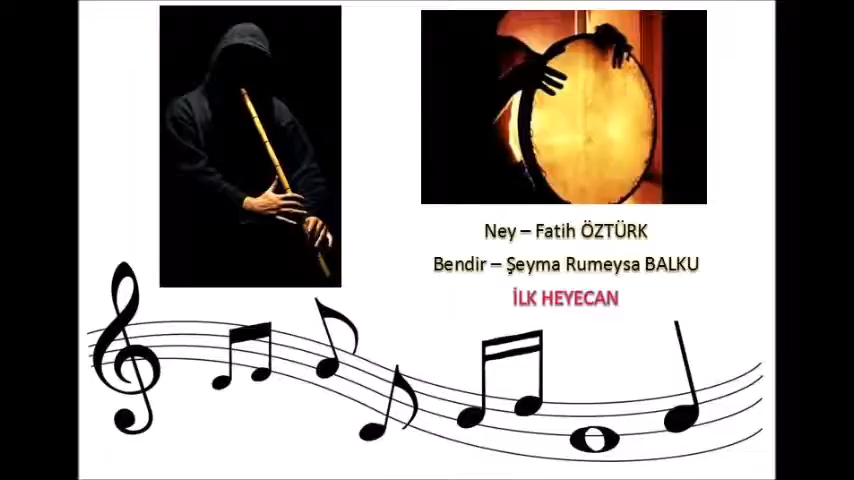 Ney – Fatih ÖZTÜRK
Bendir – Şeyma Rumeysa BALKU
İLK HEYECAN